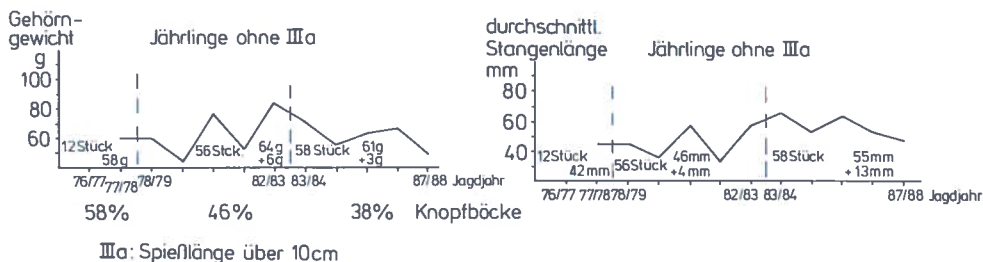 Gehörn-
gewicht
g
Jährlinge ohne IIIa
100
80
60
12Stück
58g
56Stck.
64g
+6g
58Stück
61g
+3g
76/77 77/78 78/79 82/83 83/84 87/88 Jagdjahr
58% 46% 38% Knopfböcke
IIIa: Spießlänge über 10cm
durchschnittl.
Stangenlänge
mm
Jährlinge ohne IIIa
80
60
40
12Stück
42mm
56Stück
46mm
+4mm
58Stück
55mm
+13mm
76/77 77/78 78/79 82/83 83/84 87/88 Jagdjahr